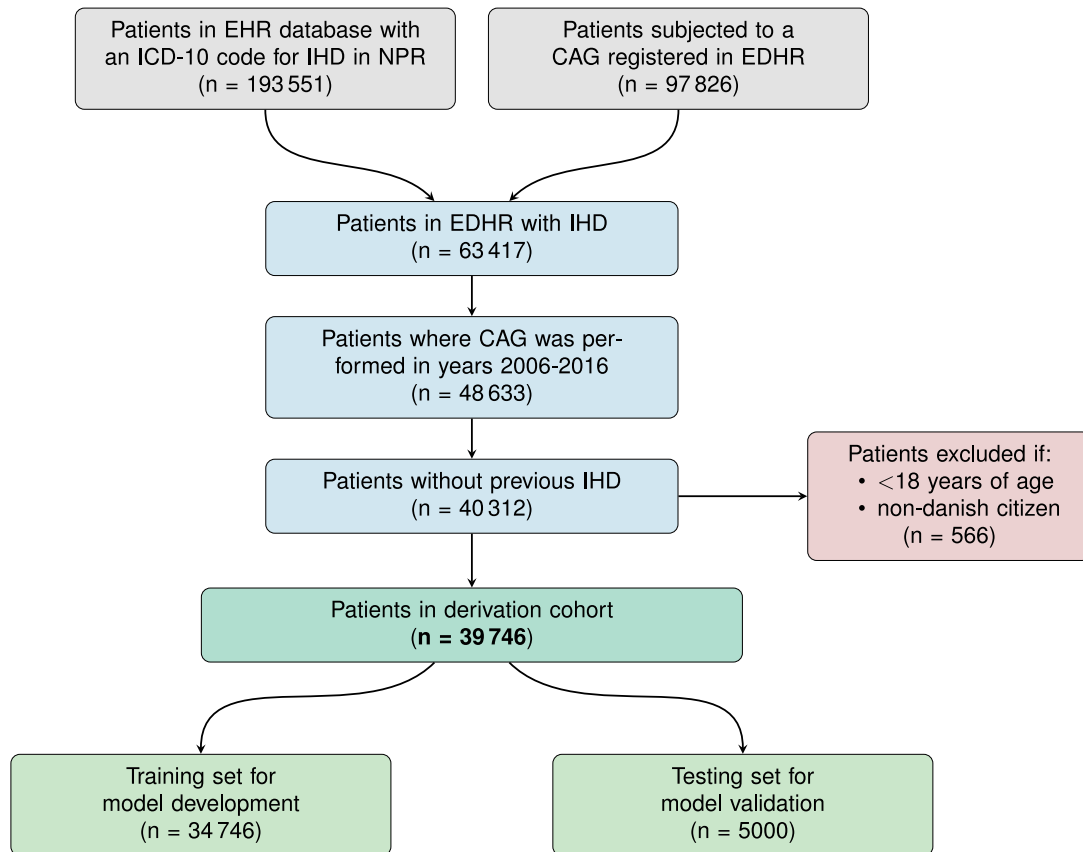 Patients in EHR database with
an ICD-10 code for IHD in NPR
(n = 193 551)
Patients subjected to a
CAG registered in EDHR
(n = 97 826)
Patients in EDHR with IHD
(n = 63 417)
Patients where CAG was per-
formed in years 2006-2016
(n = 48 633)
Patients without previous IHD
(n = 40 312)
Patients excluded if:
• <18 years of age
• non-danish citizen
(n = 566)
Patients in derivation cohort
(n = 39 746)
Training set for
model development
(n = 34 746)
Testing set for
model validation
(n = 5000)